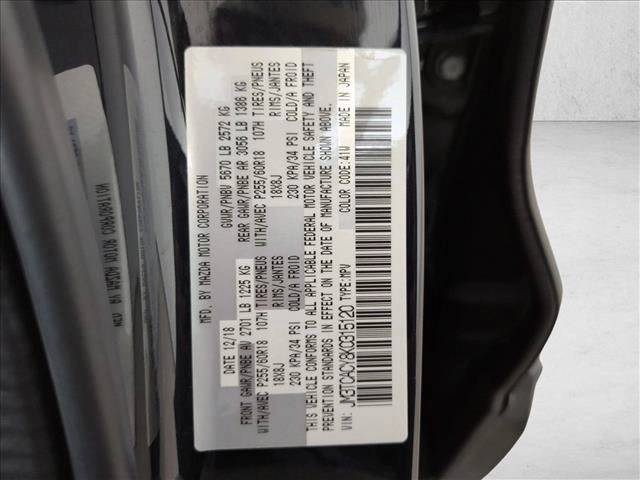 MFD. BY MAZDA MOTOR CORPORATION
DATE 12/18 GVWR/PNBV 5670 LB 2572 KG
FRONT GAWR/PNBE AV 2701 LB 1225 KG REAR GAWR/PNBE AR 3056 LB 1386 KG
WITH/AVEC P255/60R18 107H TIRES/PNEUS WITH/AVEC P255/60R18 107H TIRES/PNEUS
18X8J RIMS/JANTES 18X8J RIMS/JANTES
230 KPA/34 PSI COLD/A FROID 230 KPA/34 PSI COLD/A FROID
THIS VEHICLE CONFORMS TO ALL APPLICABLE FEDERAL MOTOR VEHICLE SAFETY AND THEFT
PREVENTION STANDARDS IN EFFECT ON THE DATE OF MANUFACTURE SHOWN ABOVE.
VIN: JM3TCACY8K0315120 TYPE:MPV COLOR CODE:41W MADE IN JAPAN